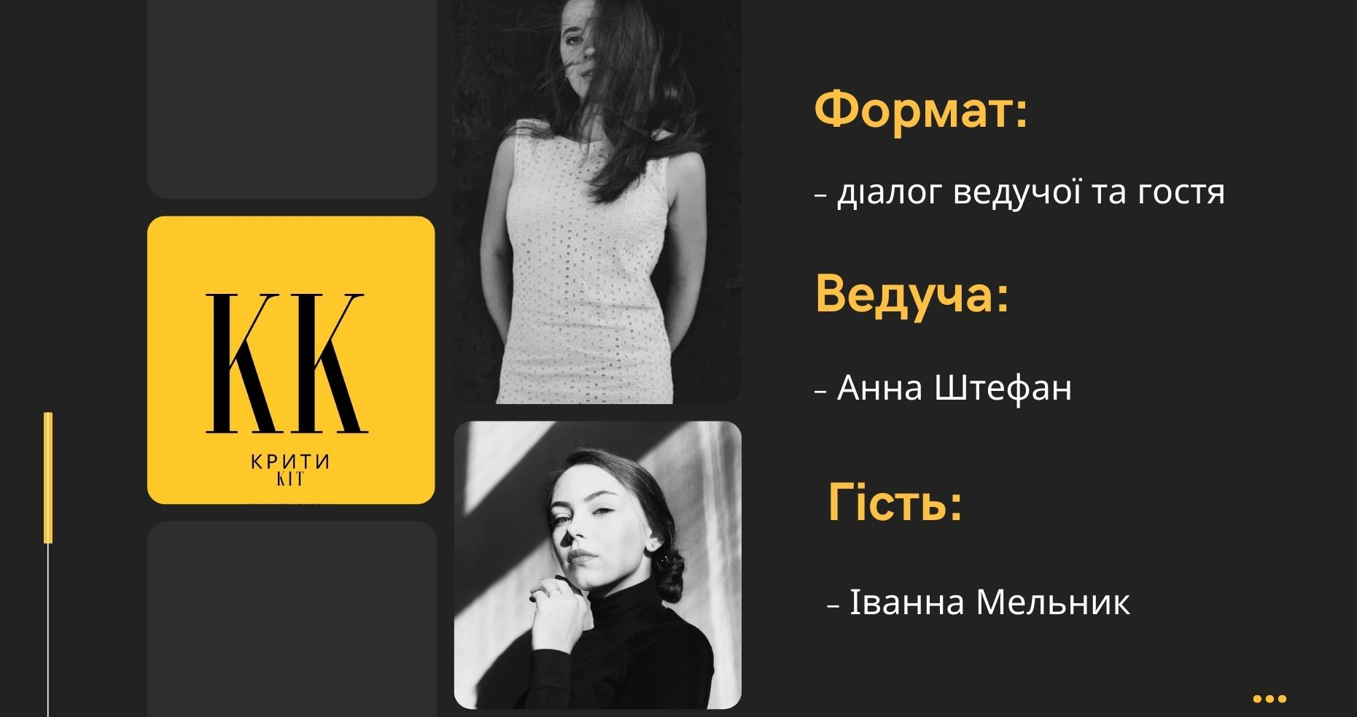 КК
КРИТИ
КІТ
Формат:
– діалог ведучої та гостя
Ведуча:
– Анна Штефан
Гість:
– Іванна Мельник